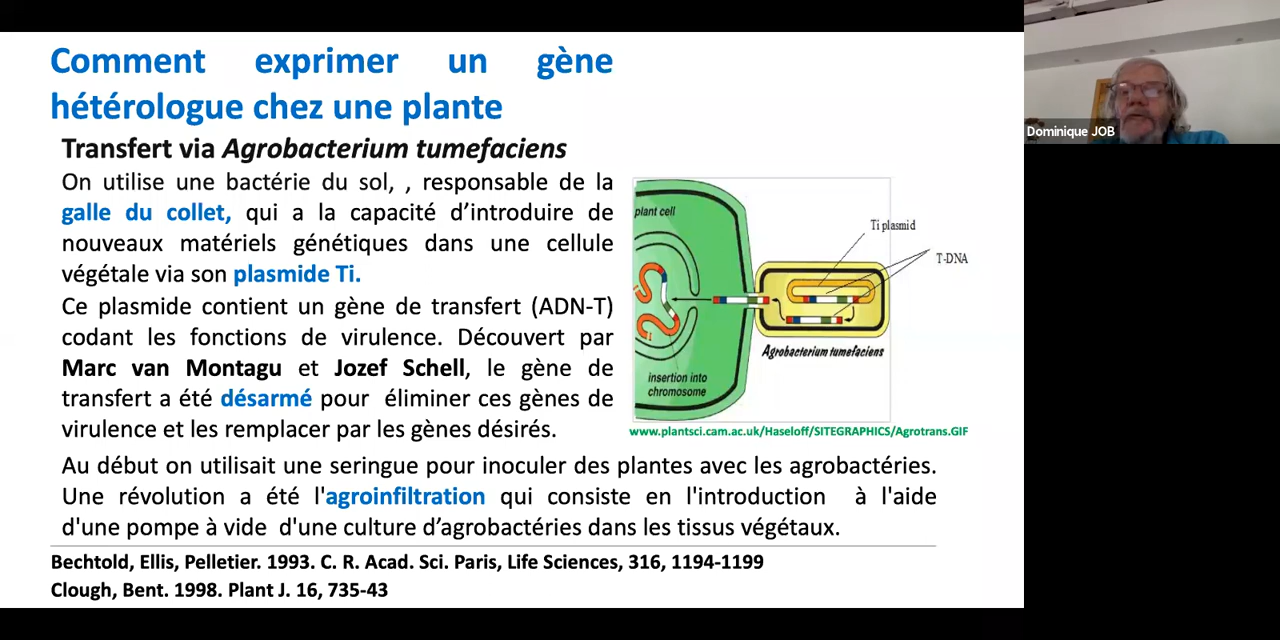 Comment exprimer un gène
hétérologue chez une plante
Transfert via Agrobacterium tumefaciens
On utilise une bactérie du sol, , responsable de la
galle du collet, qui a la capacité d’introduire de
nouveaux matériels génétiques dans une cellule
végétale via son plasmide Ti.
Ce plasmide contient un gène de transfert (ADN-T)
codant les fonctions de virulence. Découvert par
Marc van Montagu et Jozef Schell, le gène de
transfert a été désarmé pour éliminer ces gènes de
virulence et les remplacer par les gènes désirés.
plant cell
Ti plasmid
T-DNA
Agrobacterium tumefaciens
insertion into
chromosome
www.plantsci.cam.ac.uk/Haseloff/SITEGRAPHICS/Agrotrans.GIF
Au début on utilisait une seringue pour inoculer des plantes avec les agrobactéries.
Une révolution a été l'agroinfiltration qui consiste en l'introduction à l'aide
d'une pompe à vide d'une culture d’agrobactéries dans les tissus végétaux.
Bechtold, Ellis, Pelletier. 1993. C. R. Acad. Sci. Paris, Life Sciences, 316, 1194-1199
Clough, Bent. 1998. Plant J. 16, 735-43
Dominique JOB